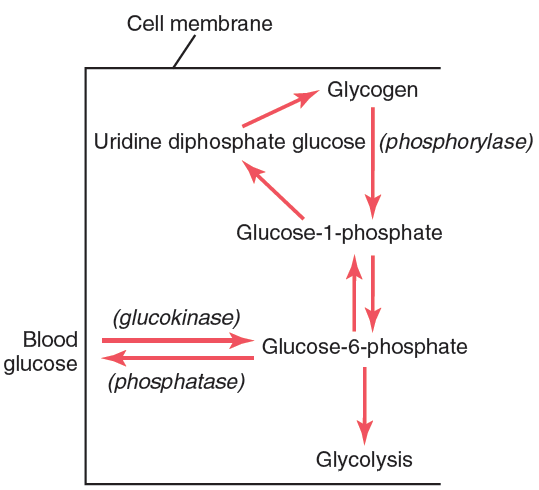 Cell membrane
Glycogen
Uridine diphosphate glucose
(phosphorylase)
Glucose-1-phosphate
(glucokinase)
Blood
glucose
Glucose-6-phosphate
(phosphatase)
Glycolysis